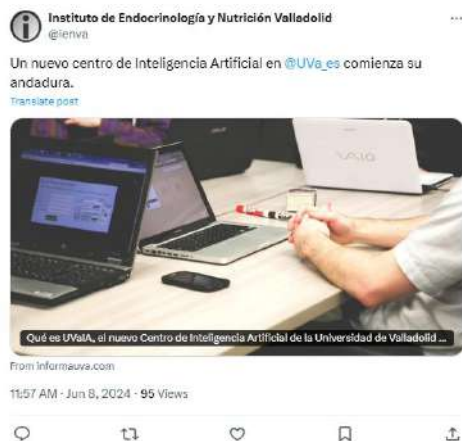 Instituto de Endocrinología y Nutrición Valladolid
@ienva
Un nuevo centro de Inteligencia Artificial en @UVa_es comienza su
andadura.
Translate post
VAIO
Qué es UVaIA, el nuevo Centro de Inteligencia Artificial de la Universidad de Valladolid ...
From informauva.com
11:57 AM · Jun 8, 2024 · 95 Views